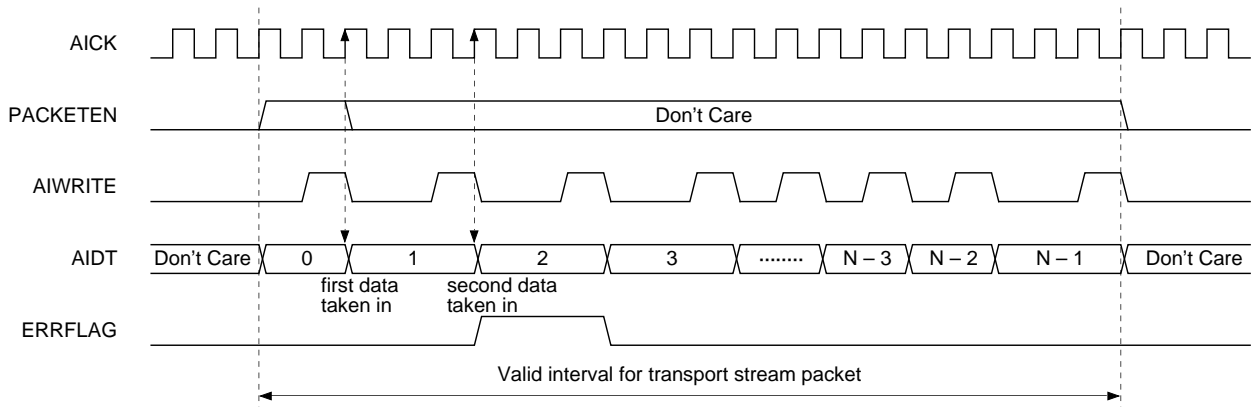 AICK
PACKETEN
Don't Care
AIWRITE
AIDT
Don't Care 0 1 2 3 ........ N – 3 N – 2 N – 1 Don't Care
first data
taken in
second data
taken in
ERRFLAG
Valid interval for transport stream packet